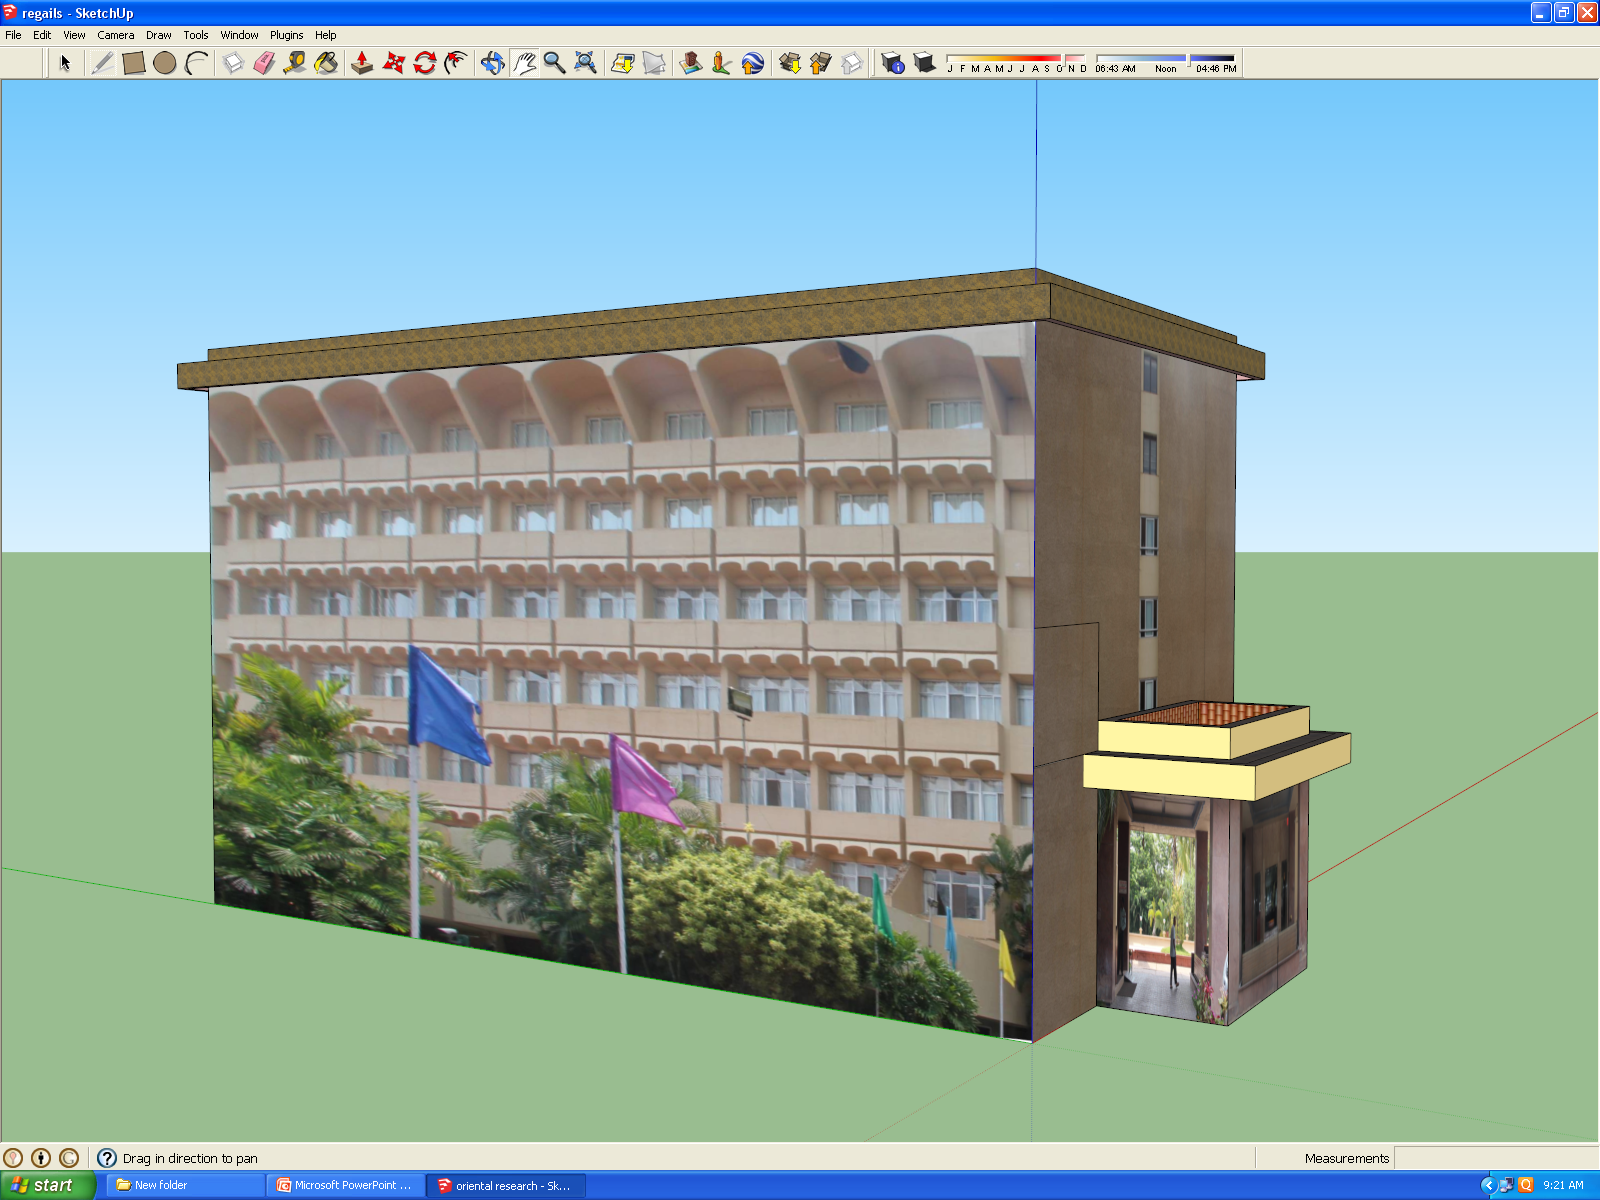 regails - SketchUp
File Edit View Camera Draw Tools Window Plugins Help
J F M A M J J A S O N D 06:43 AM Noon 04:46 PM
Drag in direction to pan
Measurements
start New folder Microsoft PowerPoint ... oriental research - Sk... 9:21 AM